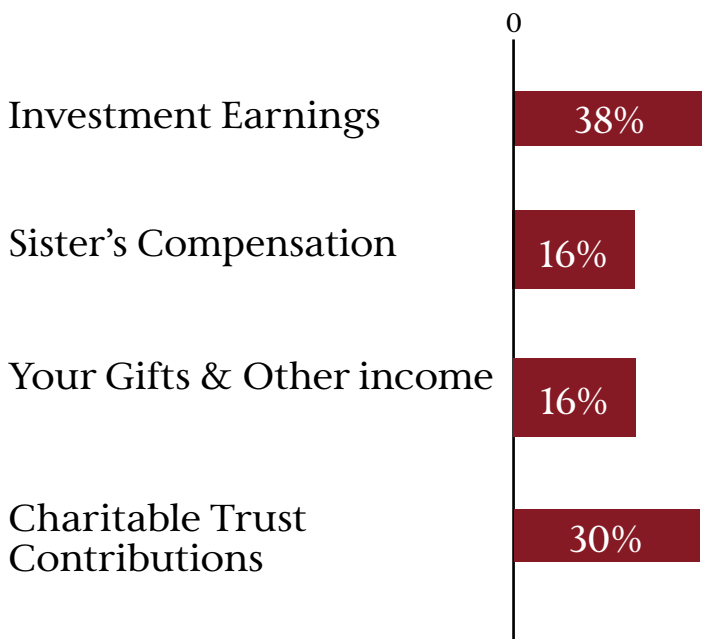 0
Investment Earnings
38%
Sister’s Compensation
16%
Your Gifts & Other income
16%
Charitable Trust
Contributions
30%